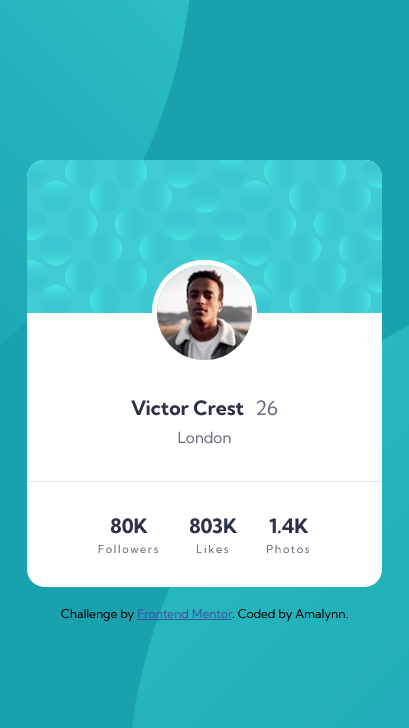 Victor Crest 26
London
80K 803K 1.4K
Followers Likes Photos
Challenge by Frontend Mentor. Coded by Amalynn.